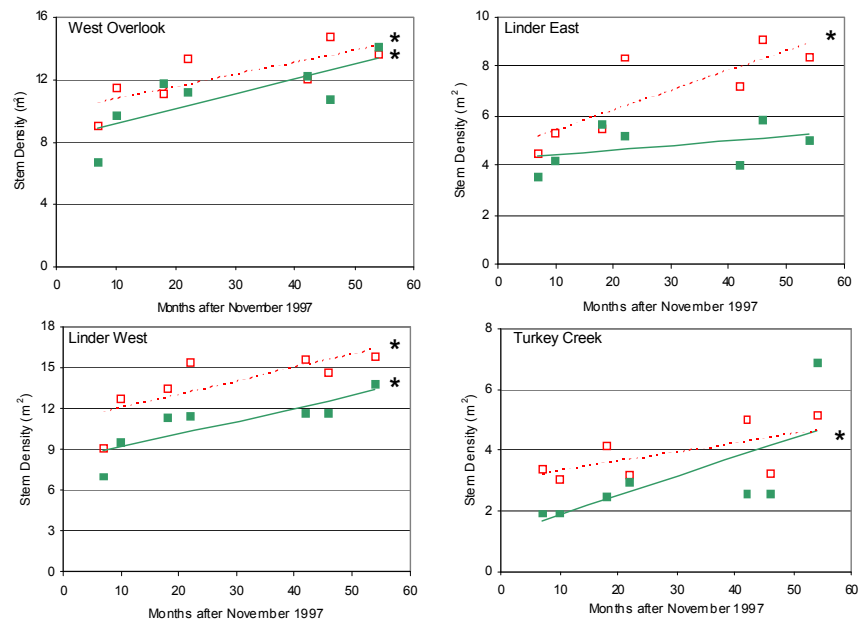 West Overlook
Stem Density (m²)
16
12
8
4
0
0 10 20 30 40 50 60
Months after November 1997
*
*
Linder East
Stem Density (m²)
10
8
6
4
2
0
0 10 20 30 40 50 60
Months after November 1997
*
Linder West
Stem Density (m²)
18
15
12
9
6
3
0
0 10 20 30 40 50 60
Months after November 1997
*
*
Turkey Creek
Stem Density (m²)
8
6
4
2
0
0 10 20 30 40 50 60
Months after November 1997
*